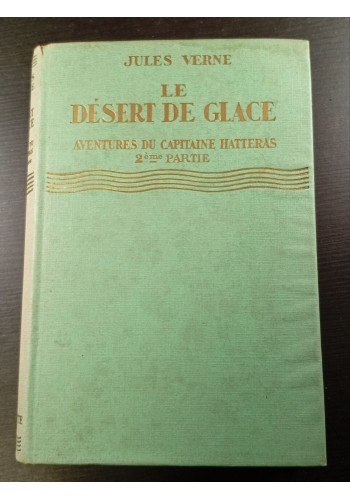 JULES VERNE
LE
DÉSERT DE GLACE
AVENTURES DU CAPITAINE HATTERAS
2ème PARTIE